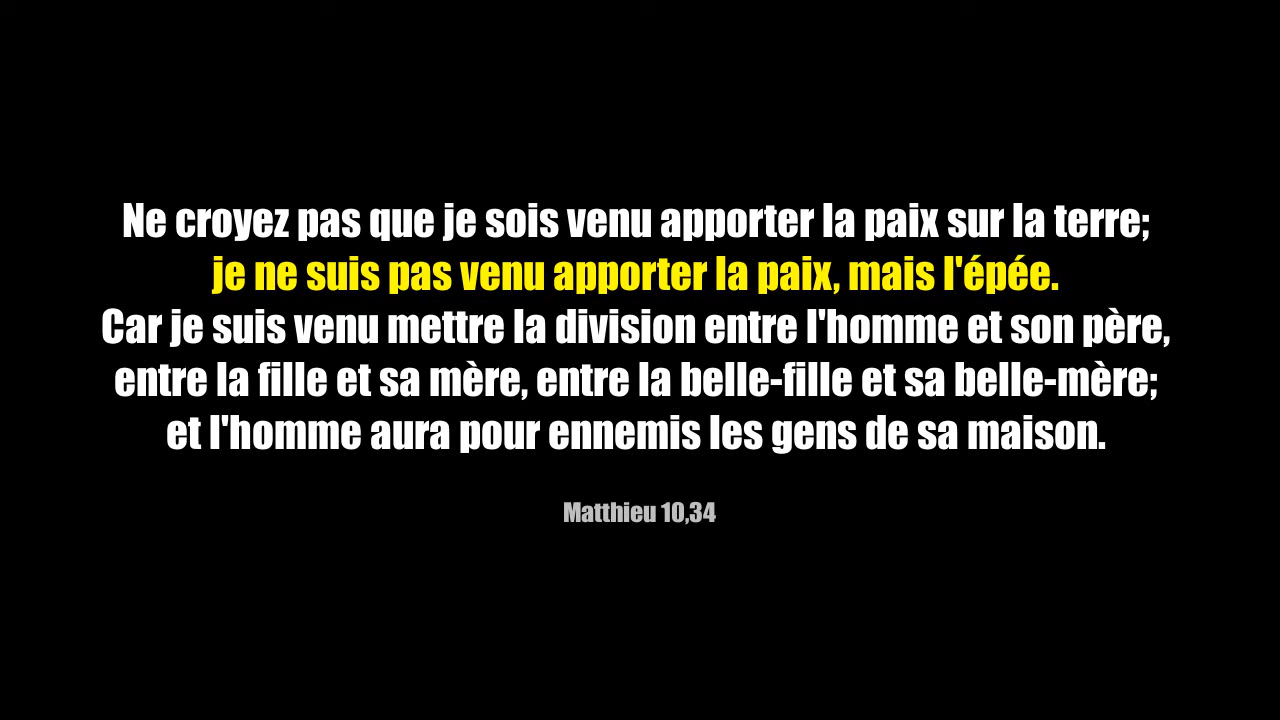 Ne croyez pas que je sois venu apporter la paix sur la terre;
je ne suis pas venu apporter la paix, mais l'épée.
Car je suis venu mettre la division entre l'homme et son père,
entre la fille et sa mère, entre la belle-fille et sa belle-mère;
et l'homme aura pour ennemis les gens de sa maison.
Matthieu 10,34